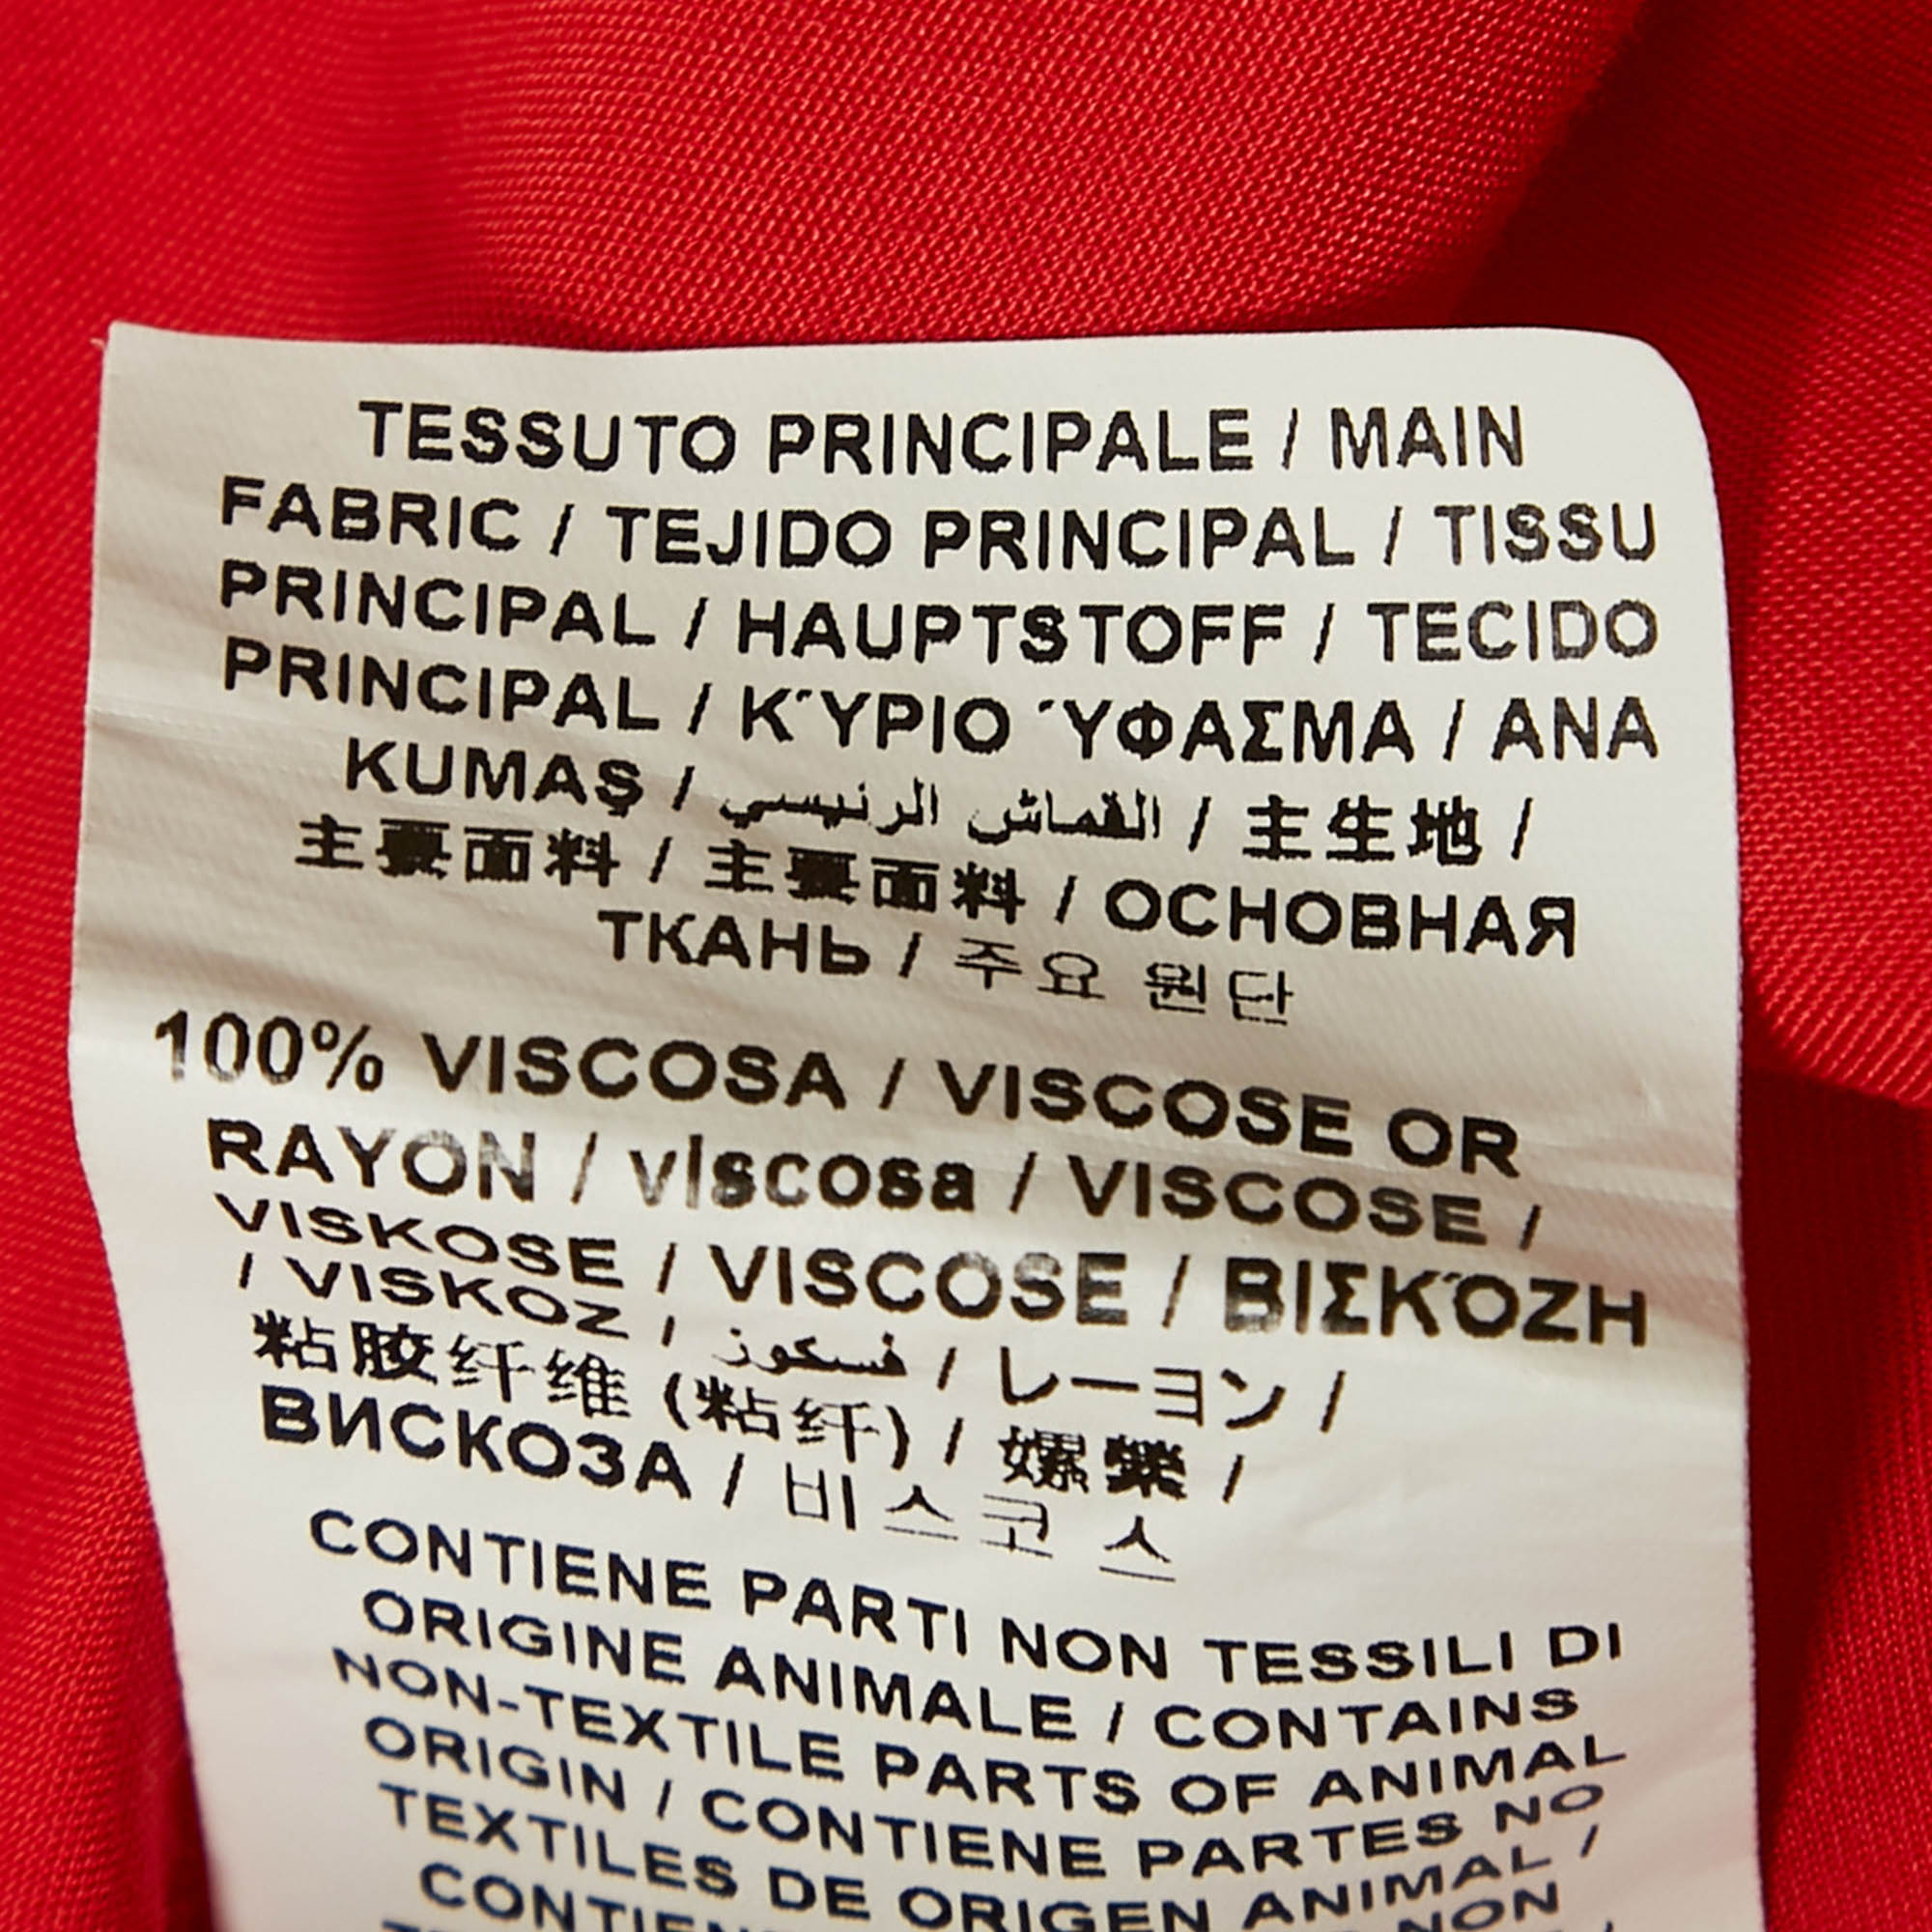 TESSUTO PRINCIPALE / MAIN
FABRIC / TEJIDO PRINCIPAL / TISSU
PRINCIPAL / HAUPTSTOFF / TECIDO
PRINCIPAL / Κ΄ΎΡΙΟ ΄ΎΦΑΣΜΑ / ANA
KUMAŞ / القماش الرئيسي / 主生地 /
主要面料 / 主要面料 / ОСНОВНАЯ
ТКАНЬ / 주요 원단
100% VISCOSA / VISCOSE OR
RAYON / viscosa / VISCOSE /
VISKOSE / VISCOSE / ΒΙΣΚΌΖΗ
/ VISKOZ / فسكوز / レーヨン /
粘胶纤维 (粘纤) / 嫘縈 /
ВИСКОЗА / 비스코 스
CONTIENE PARTI NON TESSILI DI
ORIGINE ANIMALE / CONTAINS
NON-TEXTILE PARTS OF ANIMAL
ORIGIN / CONTIENE PARTES NO
TEXTILES DE ORIGEN ANIMAL /
NON